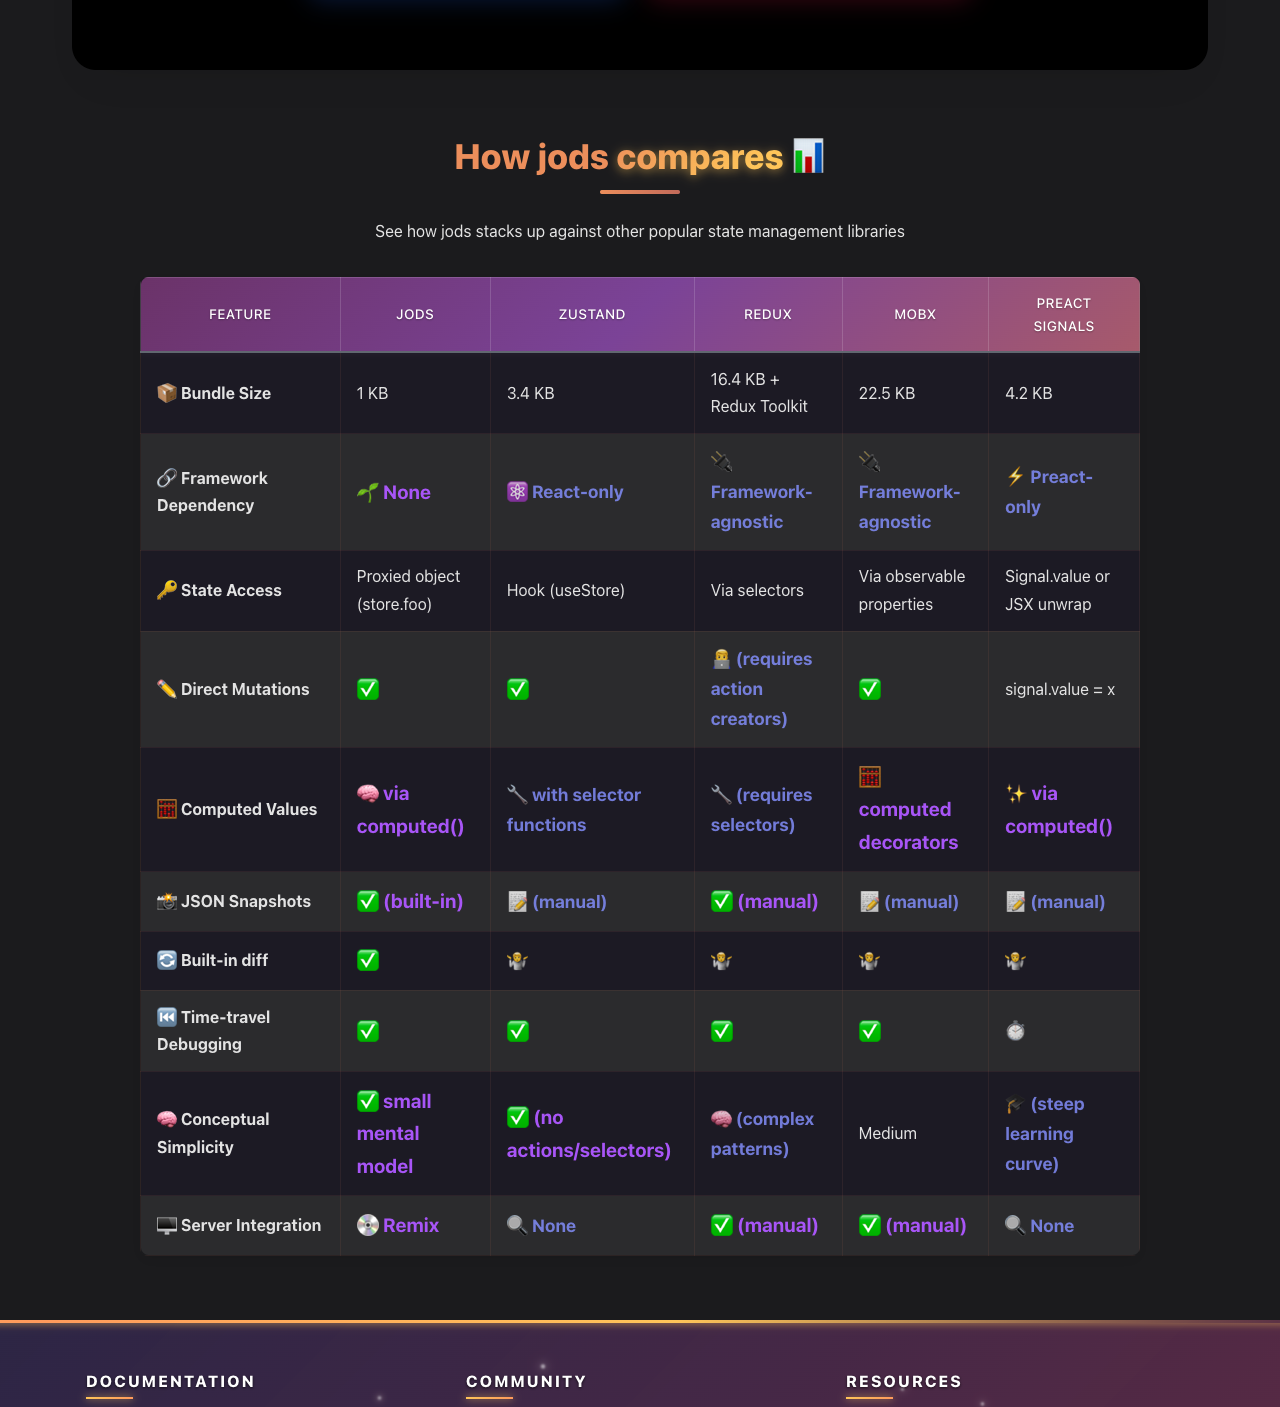 How jods compares 📊
See how jods stacks up against other popular state management libraries
FEATURE JODS ZUSTAND REDUX MOBX PREACT SIGNALS
📦 Bundle Size
1 KB
3.4 KB
16.4 KB +
Redux Toolkit
22.5 KB
4.2 KB
🔗 Framework
Dependency
🌱 None
⚛️ React-only
🔌
Framework-
agnostic
🔌
Framework-
agnostic
⚡ Preact-
only
🔑 State Access
Proxied object
(store.foo)
Hook (useStore)
Via selectors
Via observable
properties
Signal.value or
JSX unwrap
✏️ Direct Mutations
✅
✅
👨‍💼 (requires
action
creators)
✅
signal.value = x
🧮 Computed Values
🧠 via
computed()
🔧 with selector
functions
🔧 (requires
selectors)
🧮
computed
decorators
✨ via
computed()
📸 JSON Snapshots
✅ (built-in)
📝 (manual)
✅ (manual)
📝 (manual)
📝 (manual)
🔄 Built-in diff
✅
🤷
🤷
🤷
🤷
⏮️ Time-travel
Debugging
✅
✅
✅
✅
⏱️
🧠 Conceptual
Simplicity
✅ small
mental
model
✅ (no
actions/selectors)
🧠 (complex
patterns)
Medium
🎓 (steep
learning
curve)
🖥️ Server Integration
💿 Remix
🔍 None
✅ (manual)
✅ (manual)
🔍 None
DOCUMENTATION COMMUNITY RESOURCES